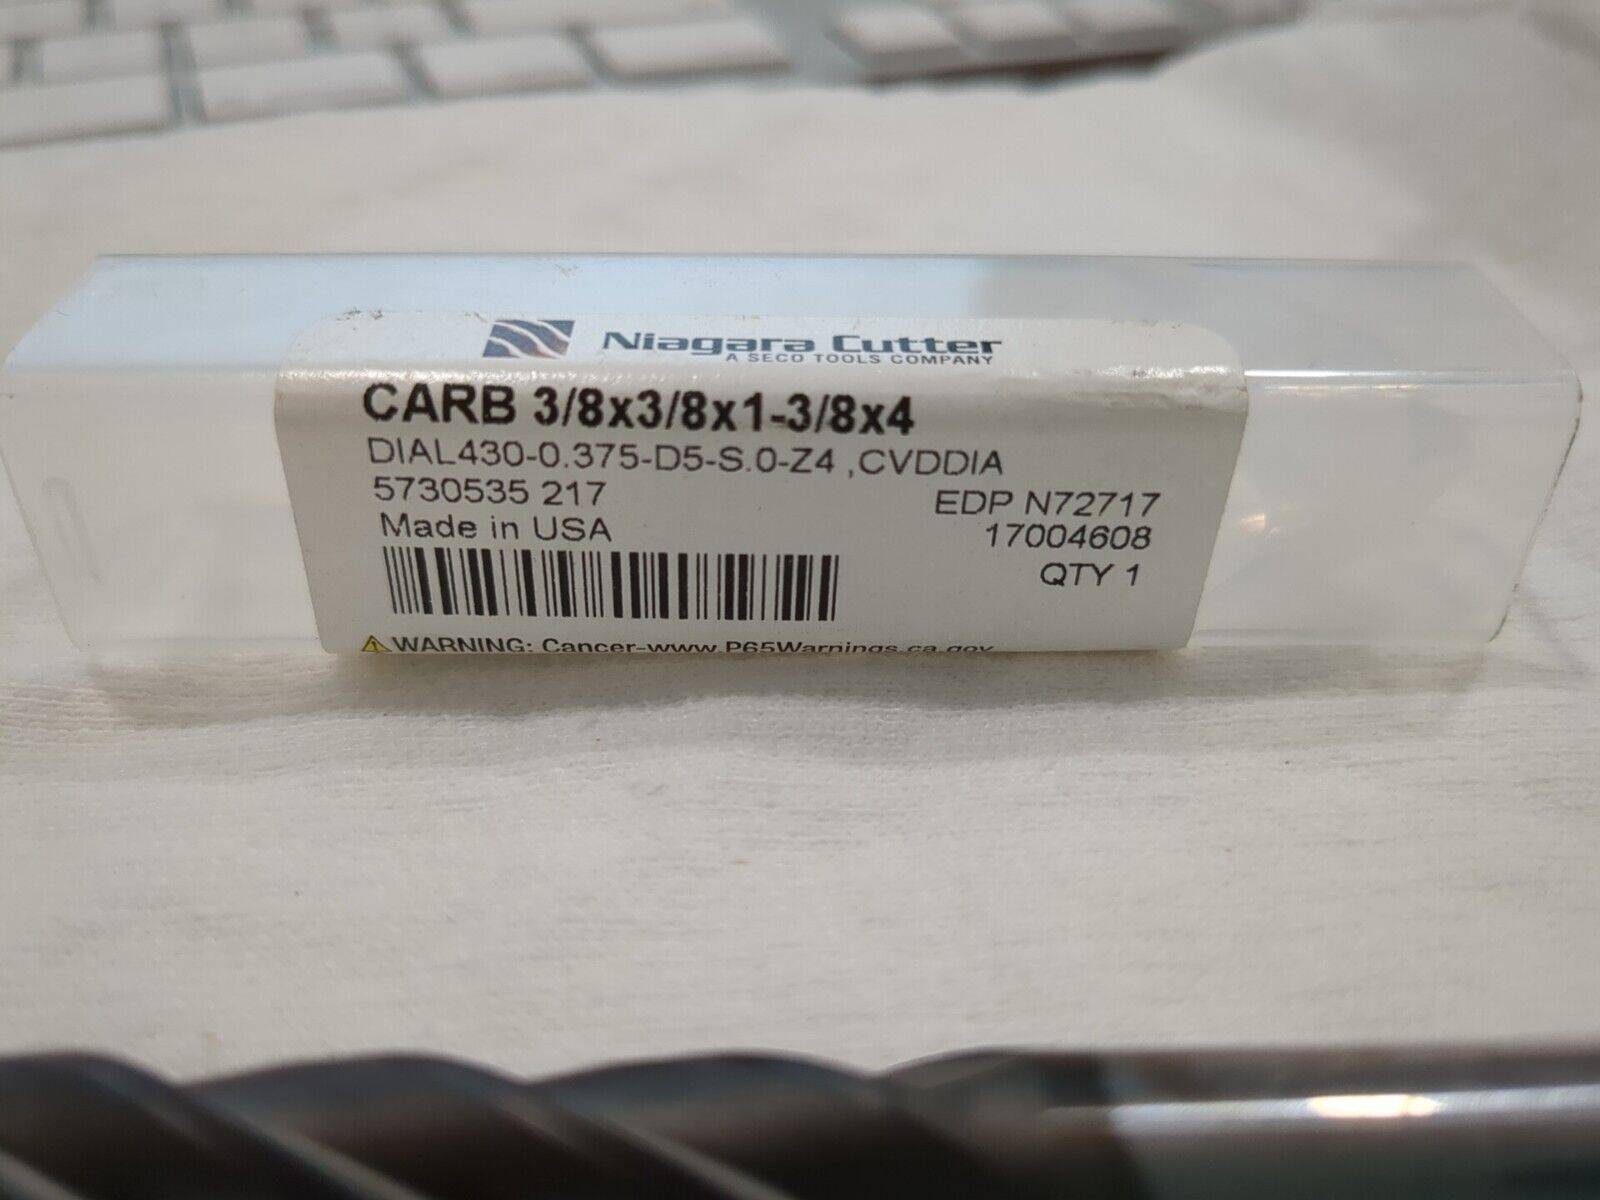 Niagara Cutter
A SECO TOOLS COMPANY
CARB 3/8x3/8x1-3/8x4
DIAL430-0.375-D5-S.0-Z4 ,CVDDIA
5730535 217
EDP N72717
Made in USA
17004608
QTY 1
WARNING: Cancer-www.P65Warnings.ca.gov